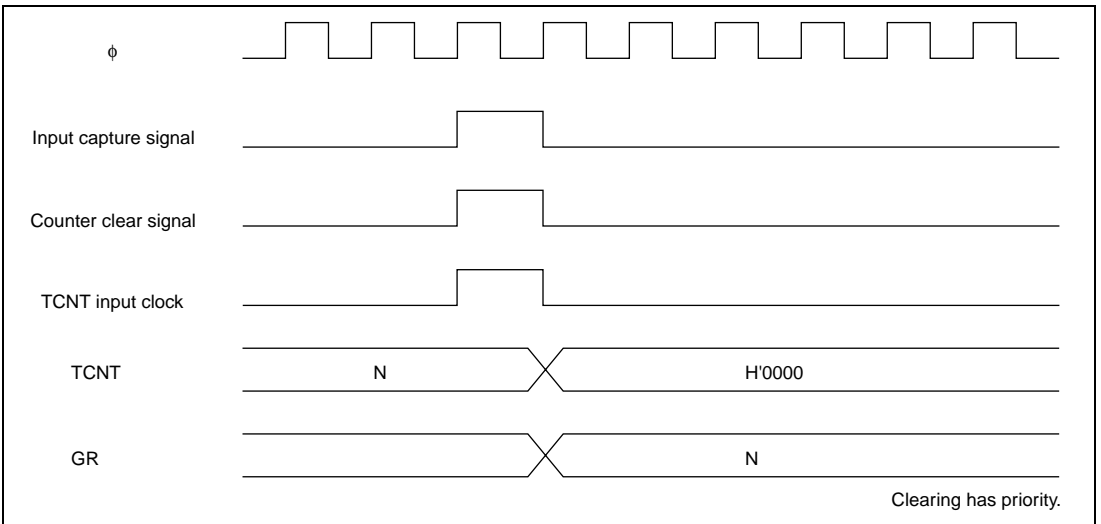 ϕ
Input capture signal
Counter clear signal
TCNT input clock
TCNT N H'0000
GR N
Clearing has priority.